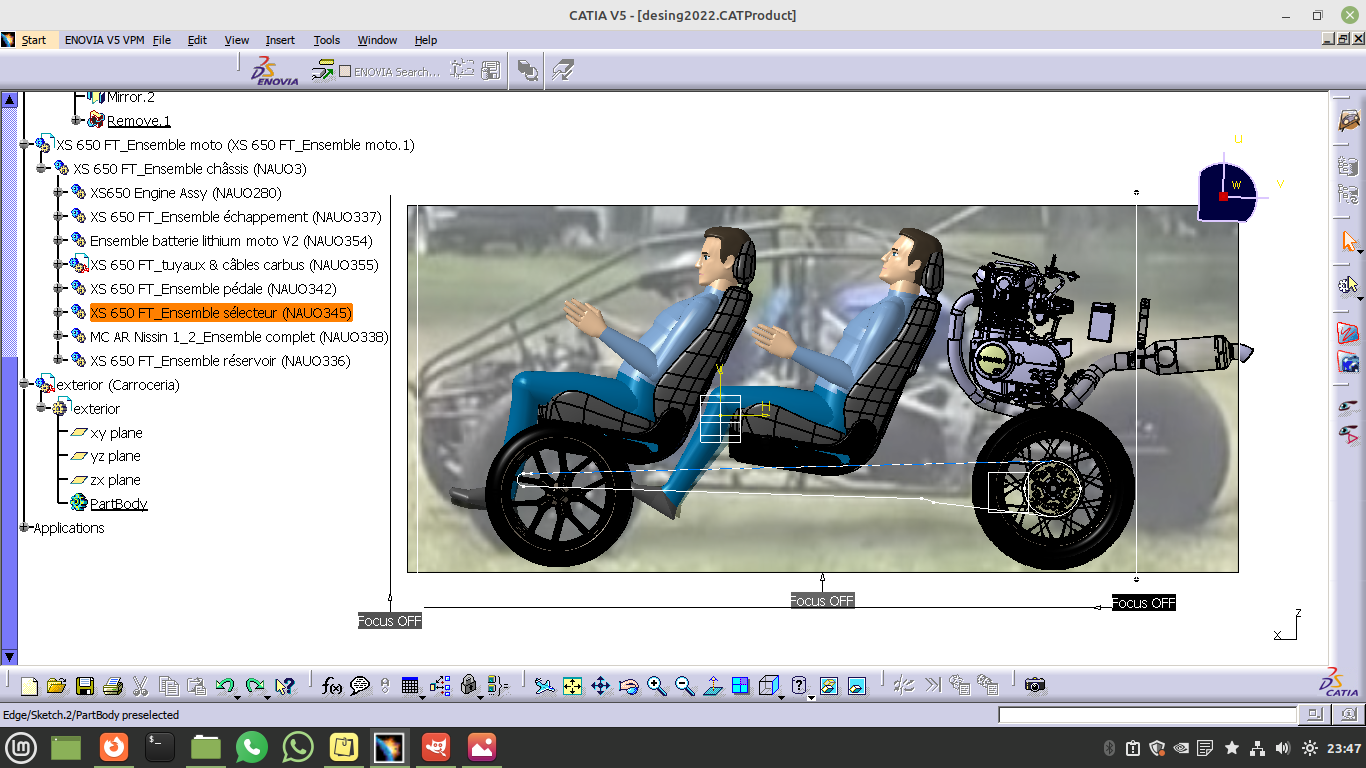 CATIA V5 - [desing2022.CATProduct]
Start ENOVIA V5 VPM File Edit View Insert Tools Window Help
ENOVIA
ENOVIA Search...
Mirror.2
Remove.1
XS 650 FT_Ensemble moto (XS 650 FT_Ensemble moto.1)
XS 650 FT_Ensemble châssis (NAUO3)
XS650 Engine Assy (NAUO280)
XS 650 FT_Ensemble échappement (NAUO337)
Ensemble batterie lithium moto V2 (NAUO354)
XS 650 FT_tuyaux & câbles carbus (NAUO355)
XS 650 FT_Ensemble pédale (NAUO342)
XS 650 FT_Ensemble sélecteur (NAUO345)
MC AR Nissin 1_2_Ensemble complet (NAUO338)
XS 650 FT_Ensemble réservoir (NAUO336)
exterior (Carroceria)
exterior
xy plane
yz plane
zx plane
PartBody
Applications
U
W
V
V
H
Focus OFF
Focus OFF
Focus OFF
z
x
f(x)
CATIA
Edge/Sketch.2/PartBody preselected
23:47